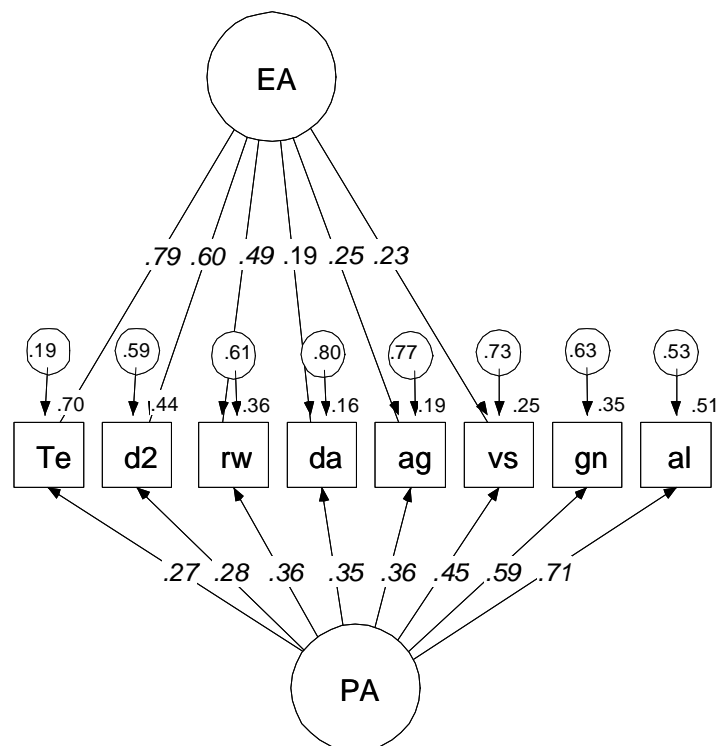 EA
.79 .60 .49 .19 .25 .23
.19 .59 .61 .80 .77 .73 .63 .53
.70 .44 .36 .16 .19 .25 .35 .51
Te d2 rw da ag vs gn al
.27 .28 .36 .35 .36 .45 .59 .71
PA